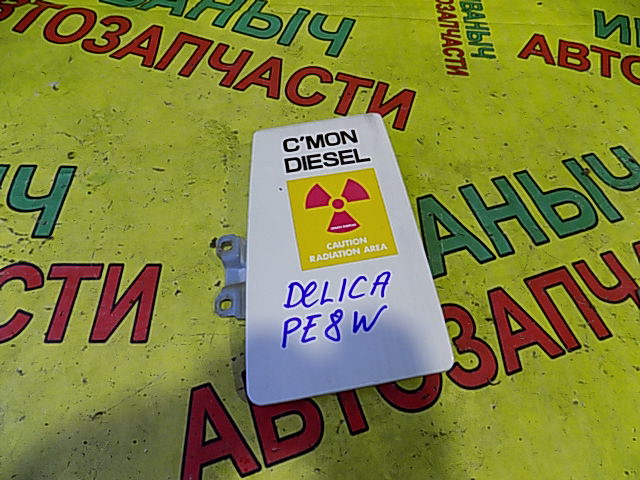 ИВАНЫЧ
АВТОЗАПЧАСТИ
C'MON
DIESEL
CAUTION
RADIATION AREA
DELICA
PE8W
ИВАНЫЧ
АВТОЗАПЧАСТИ